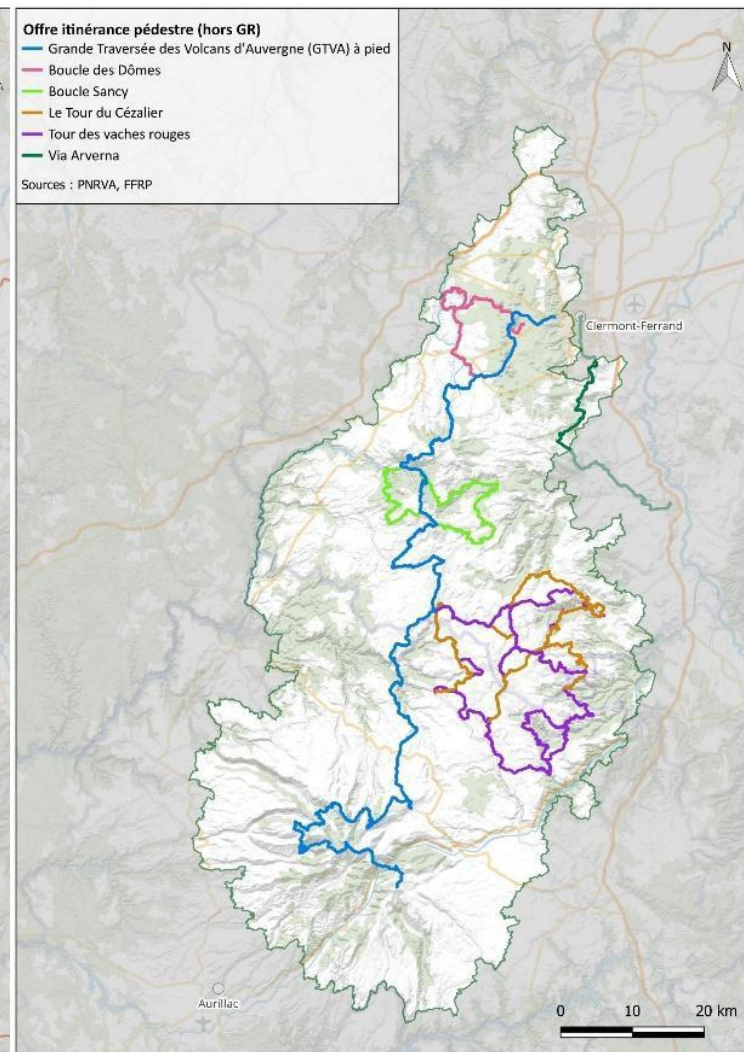 Offre itinérance pédestre (hors GR)
Grande Traversée des Volcans d'Auvergne (GTVA) à pied
Boucle des Dômes
Boucle Sancy
Le Tour du Cézalier
Tour des vaches rouges
Via Arverna
Sources : PNRVA, FFRP
N
Clermont-Ferrand
Aurillac
0 10 20 km